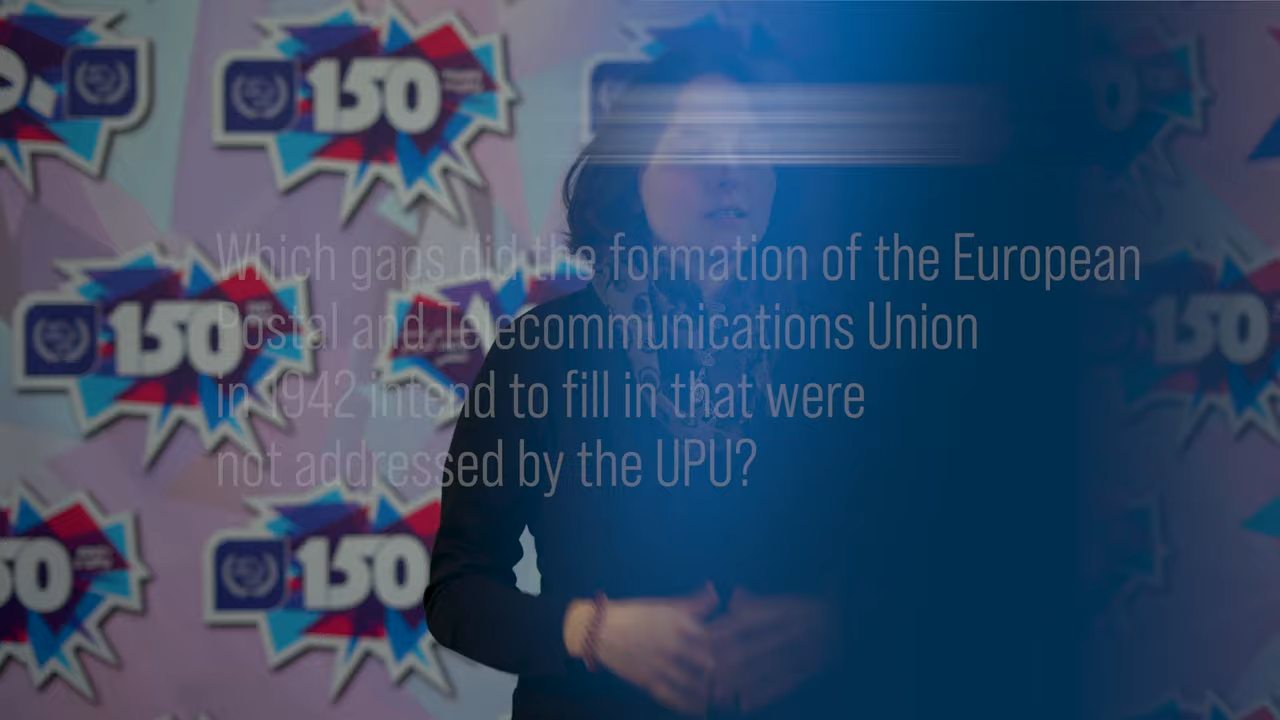 150
150
Which gaps did the formation of the European
Postal and Telecommunications Union
in 1942 intend to fill in that were
not addressed by the UPU?
150
150